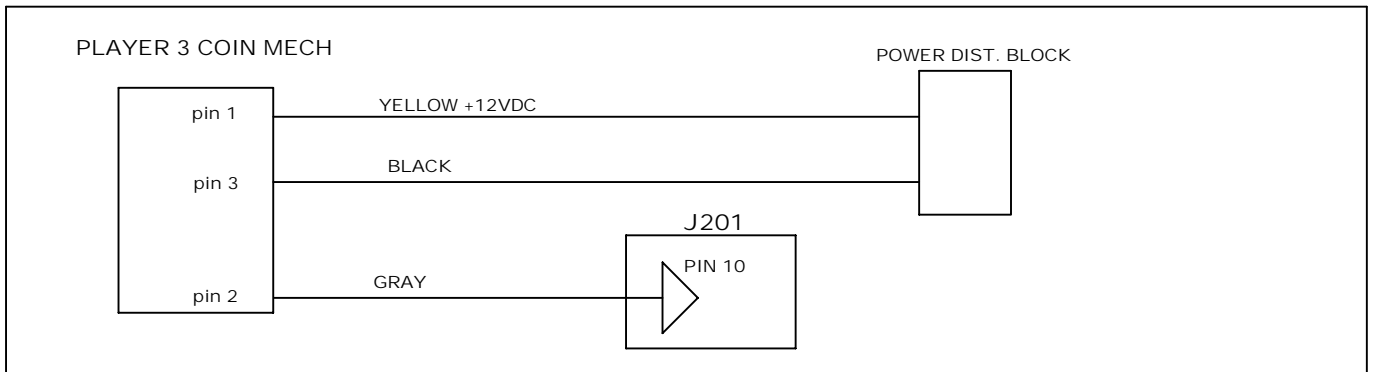 PLAYER 3 COIN MECH
POWER DIST. BLOCK
pin 1
YELLOW +12VDC
BLACK
pin 3
J201
PIN 10
GRAY
pin 2